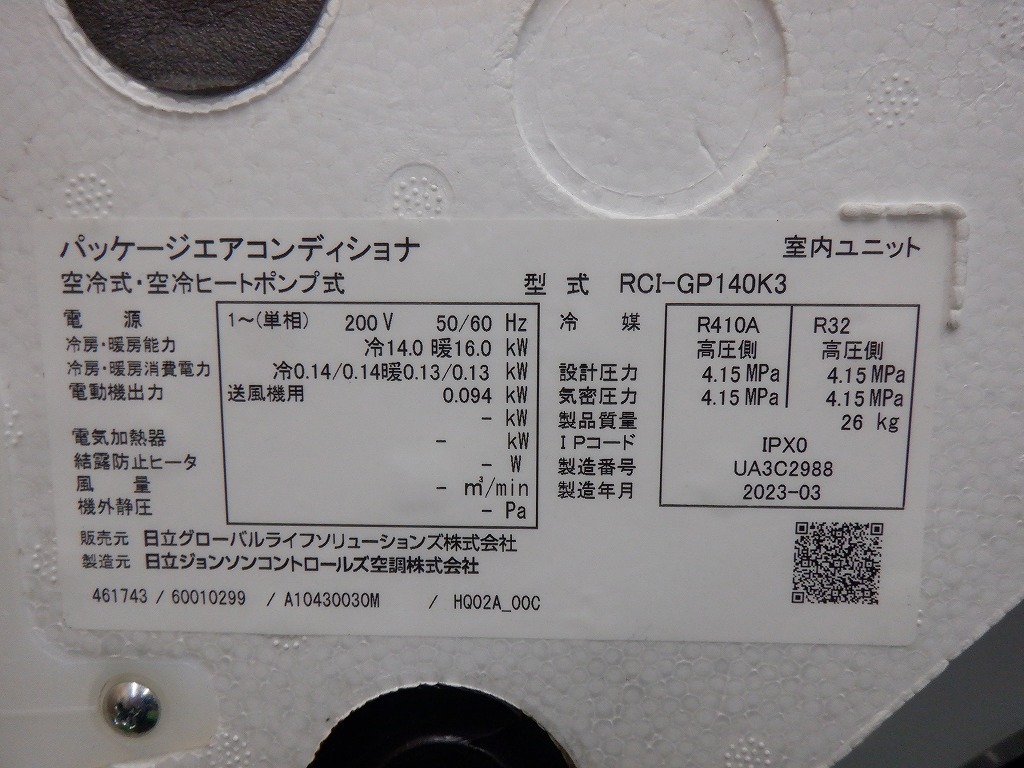 パッケージエアコンディショナ 室内ユニット
空冷式・空冷ヒートポンプ式 型式 RCI-GP140K3
電源 1～(単相) 200V 50/60 Hz
冷房・暖房能力 冷14.0 暖16.0 kW
冷房・暖房消費電力 冷0.14/0.14暖0.13/0.13 kW
電動機出力 送風機用 0.094 kW
- kW
電気加熱器 - kW
結露防止ヒータ - W
風量 - m³/min
機外静圧 - Pa
冷媒 R410A R32
高圧側 高圧側
設計圧力 4.15MPa 4.15MPa
気密圧力 4.15MPa 4.15MPa
製品質量 26 kg
IPコード IPX0
製造番号 UA3C2988
製造年月 2023-03
販売元 日立グローバルライフソリューションズ株式会社
製造元 日立ジョンソンコントロールズ空調株式会社
461743 / 60010299 / A10430030M / HQ02A_00C